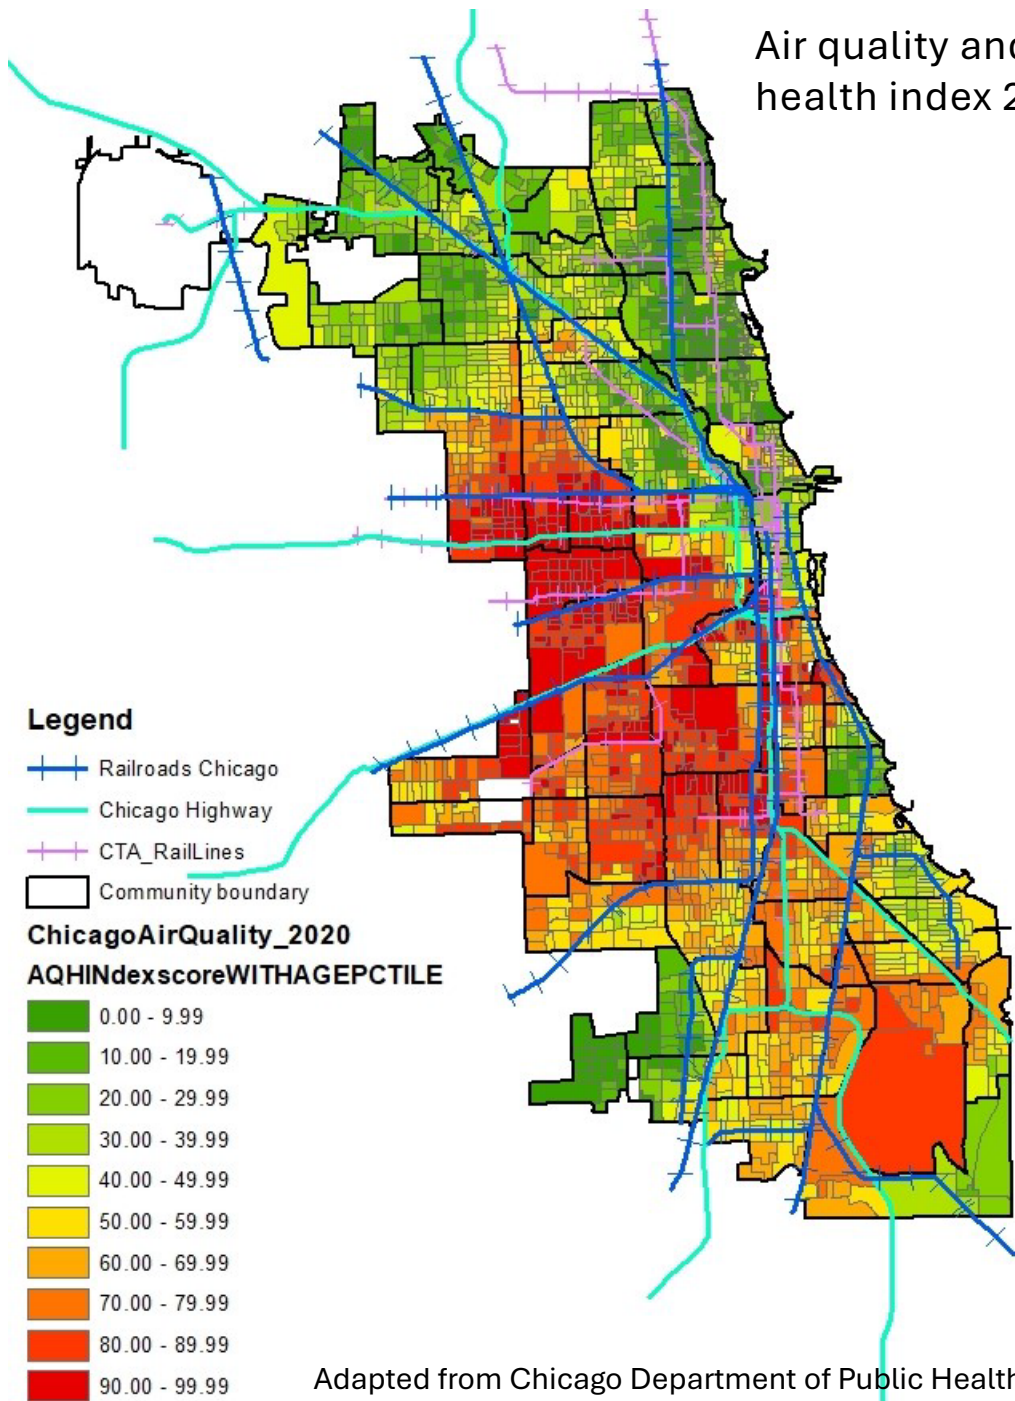 Air quality and
health index 2
Legend
Railroads Chicago
Chicago Highway
CTA_RailLines
Community boundary
ChicagoAirQuality_2020
AQHINdexscoreWITHAGEPCTILE
0.00 - 9.99
10.00 - 19.99
20.00 - 29.99
30.00 - 39.99
40.00 - 49.99
50.00 - 59.99
60.00 - 69.99
70.00 - 79.99
80.00 - 89.99
90.00 - 99.99
Adapted from Chicago Department of Public Health